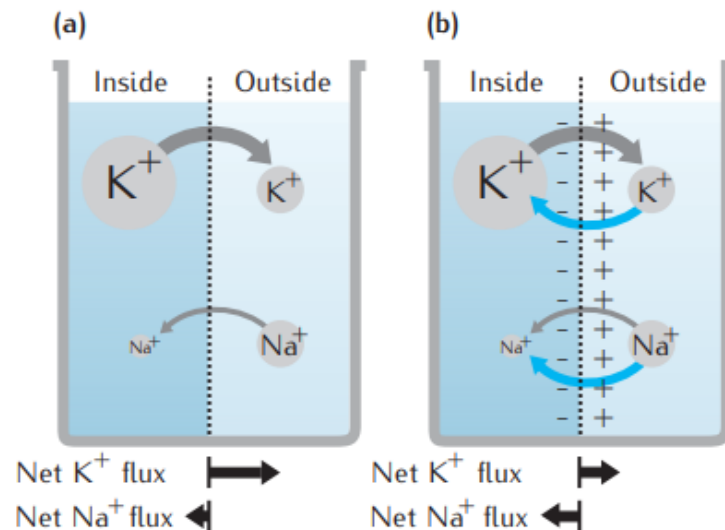 (a)
Inside Outside
K+
K+
Na+
Na+
Net K+ flux
Net Na+ flux
(b)
Inside Outside
- +
- +
K+
- +
K+
- +
- +
- +
- +
- +
Na+
- +
Na+
- +
- +
Net K+ flux
Net Na+ flux